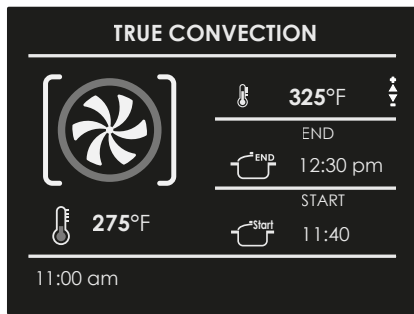 TRUE CONVECTION
325°F
END
END 12:30 pm
START
275°F
Start 11:40
11:00 am